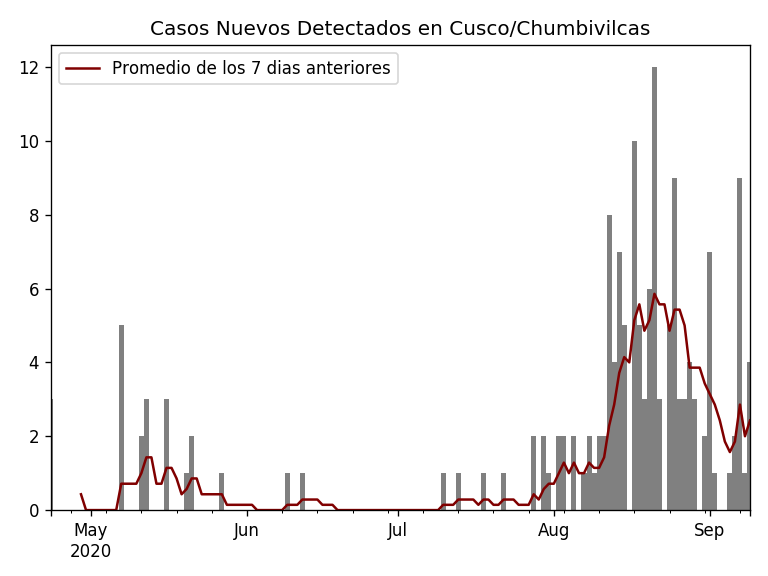 Casos Nuevos Detectados en Cusco/Chumbivilcas
Promedio de los 7 dias anteriores
12
10
8
6
4
2
0
May Jun Jul Aug Sep
2020